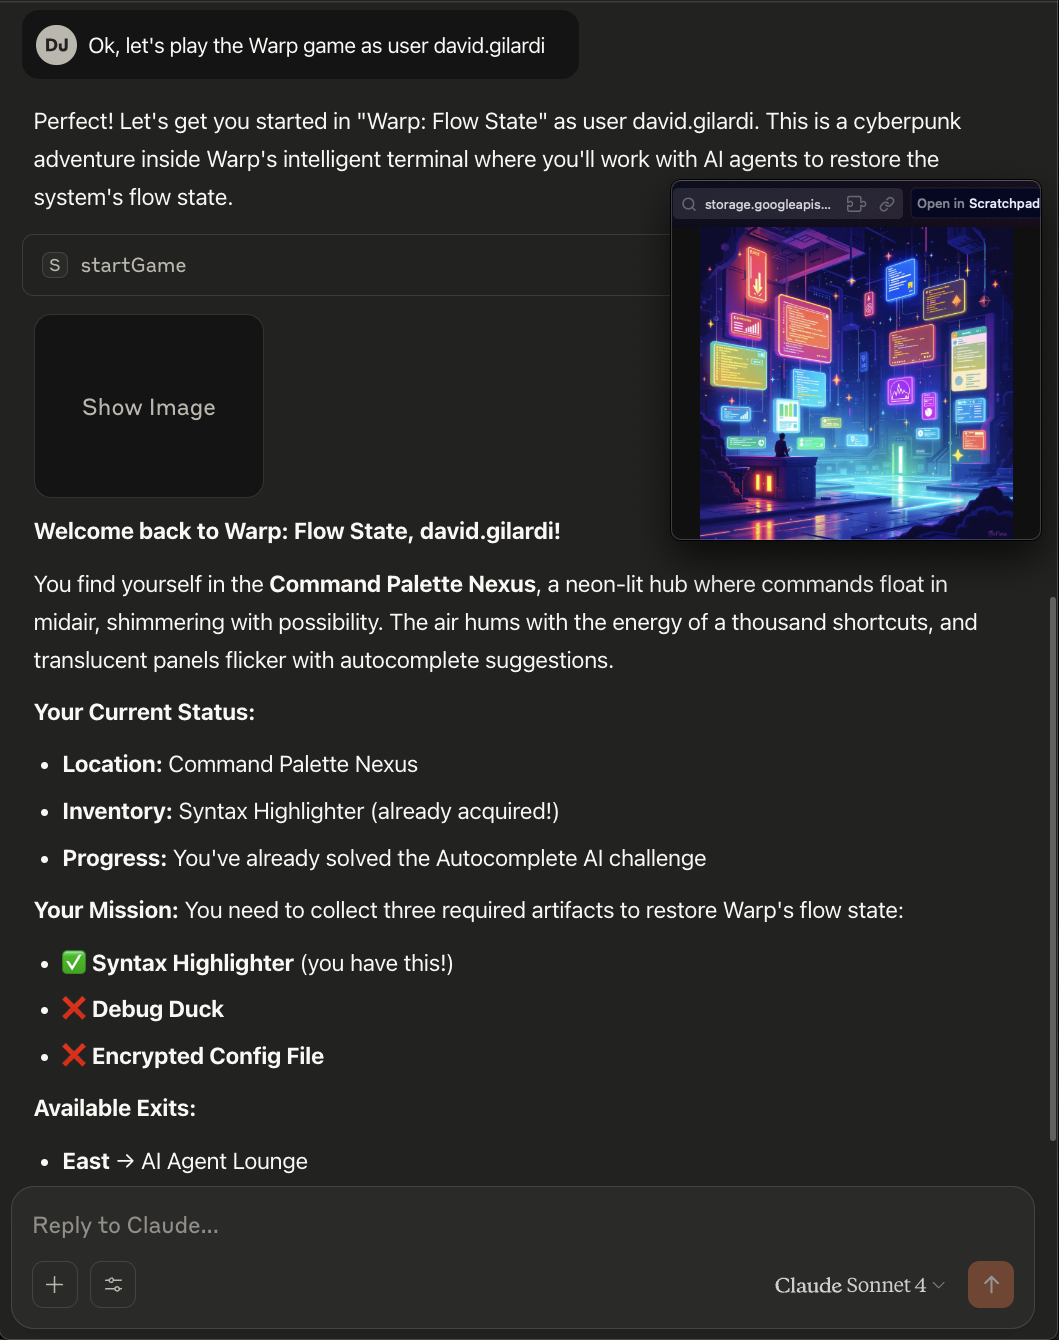 DJ Ok, let's play the Warp game as user david.gilardi
Perfect! Let's get you started in "Warp: Flow State" as user david.gilardi. This is a cyberpunk
adventure inside Warp's intelligent terminal where you'll work with AI agents to restore the
system's flow state.
storage.googleapis... Open in Scratchpad
S startGame
Show Image
Welcome back to Warp: Flow State, david.gilardi!
You find yourself in the Command Palette Nexus, a neon-lit hub where commands float in
midair, shimmering with possibility. The air hums with the energy of a thousand shortcuts, and
translucent panels flicker with autocomplete suggestions.
Your Current Status:
• Location: Command Palette Nexus
• Inventory: Syntax Highlighter (already acquired!)
• Progress: You've already solved the Autocomplete AI challenge
Your Mission: You need to collect three required artifacts to restore Warp's flow state:
• ✅ Syntax Highlighter (you have this!)
• ❌ Debug Duck
• ❌ Encrypted Config File
Available Exits:
• East → AI Agent Lounge
Reply to Claude...
Claude Sonnet 4